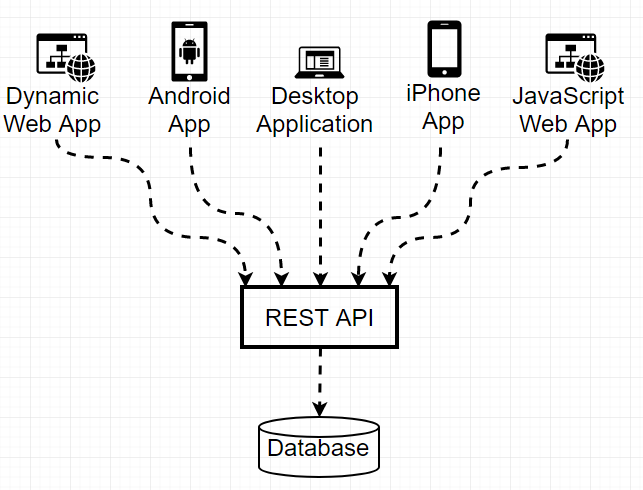 Dynamic
Web App
Android
App
Desktop
Application
iPhone
App
JavaScript
Web App
REST API
Database